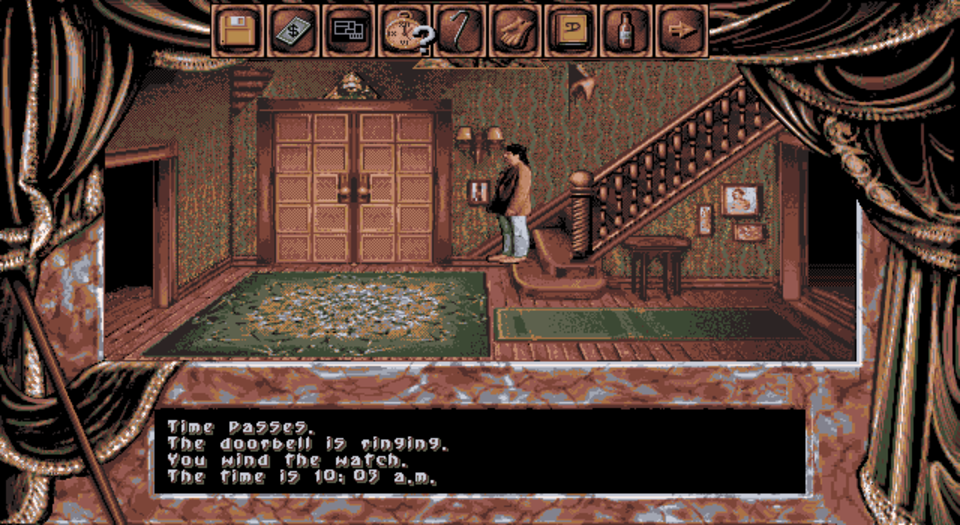 Time passes.
The doorbell is ringing.
You wind the watch.
The time is 10:03 a.m.